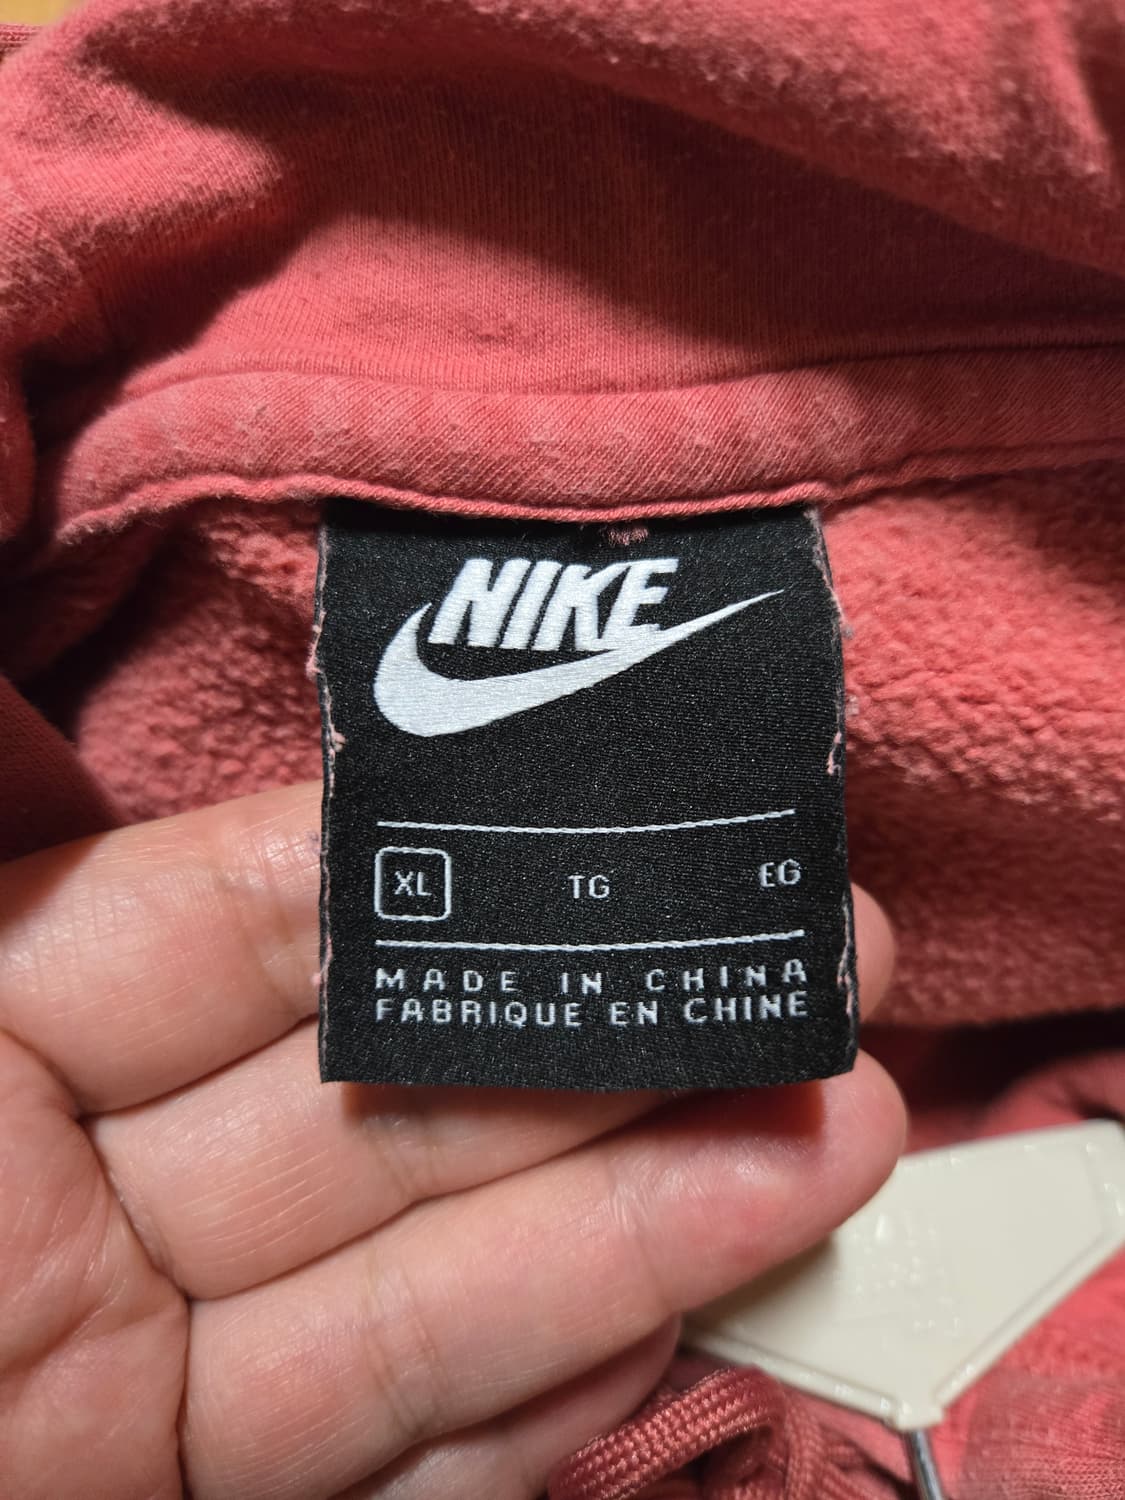 NIKE
XL TG EG
MADE IN CHINA
FABRIQUE EN CHINE